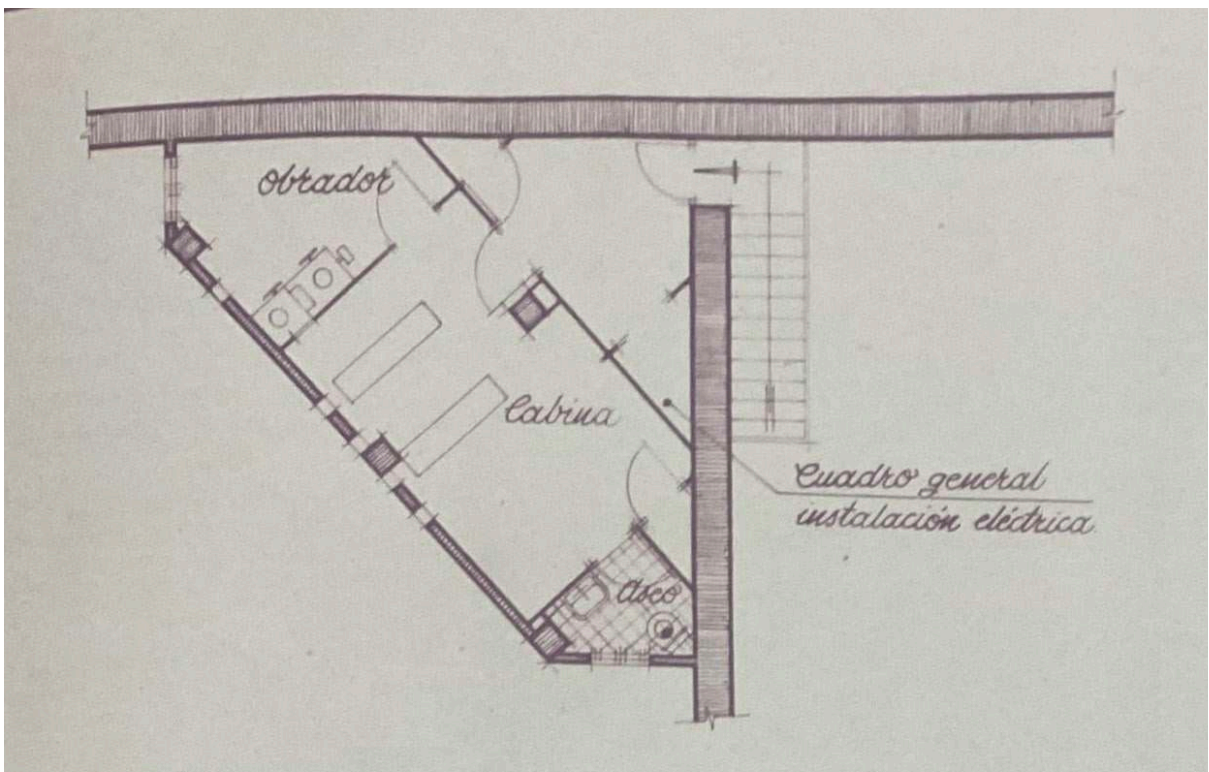 Obrador
Cabina
Cuadro general
instalación eléctrica
Aseo